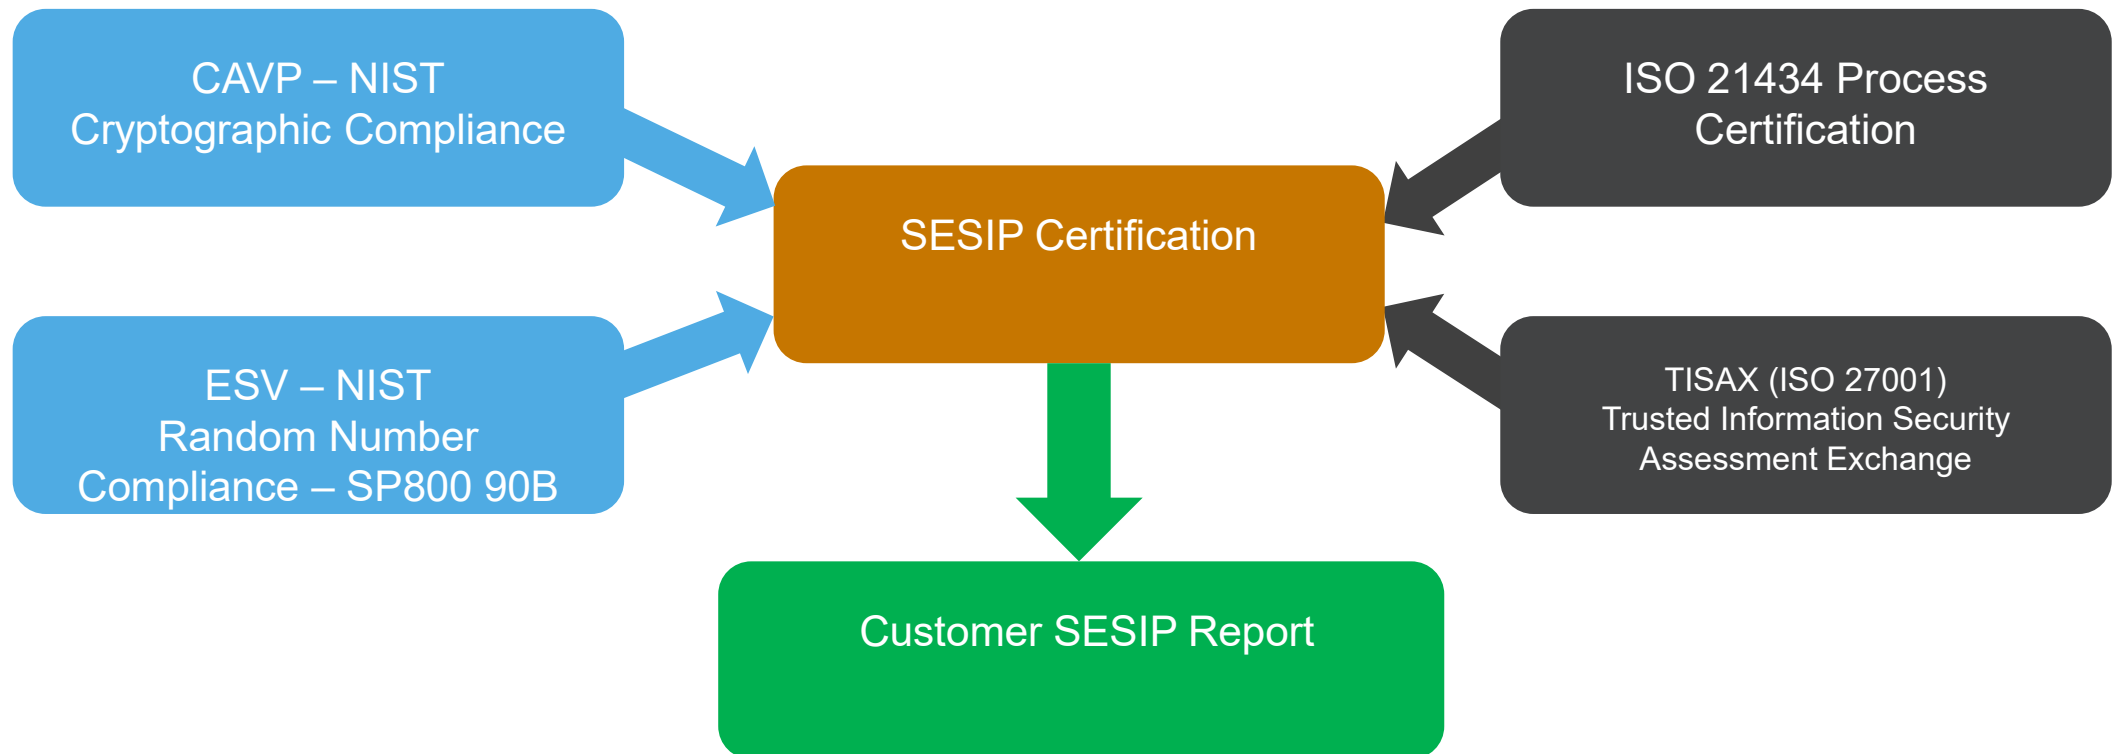 CAVP – NIST
Cryptographic Compliance
ISO 21434 Process
Certification
SESIP Certification
ESV – NIST
Random Number
Compliance – SP800 90B
TISAX (ISO 27001)
Trusted Information Security
Assessment Exchange
Customer SESIP Report